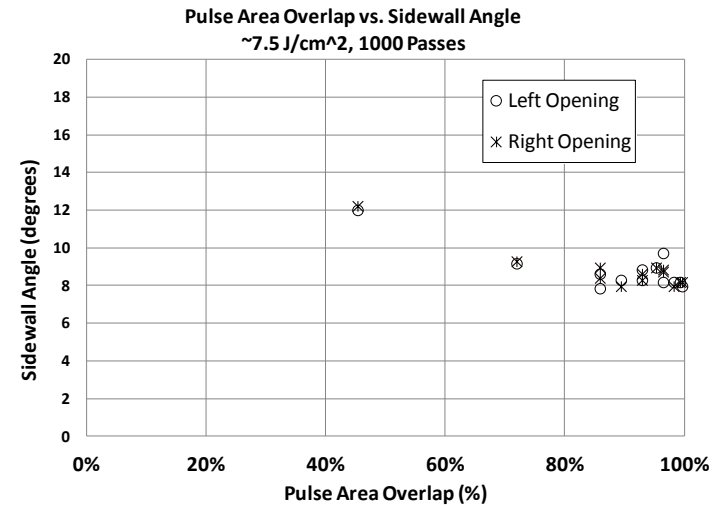 Pulse Area Overlap vs. Sidewall Angle
~7.5 J/cm^2, 1000 Passes
20
18
16
14
12
10
8
6
4
2
0
Sidewall Angle (degrees)
Left Opening
Right Opening
0% 20% 40% 60% 80% 100%
Pulse Area Overlap (%)